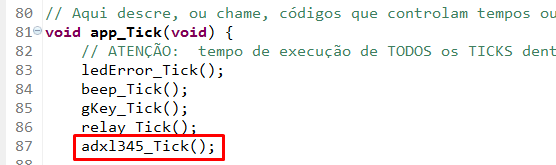 80 // Aqui descre, ou chame, códigos que controlam tempos ou
81 void app_Tick(void) {
82 // ATENÇÃO: tempo de execução de TODOS os TICKS dent
83 ledError_Tick();
84 beep_Tick();
85 gKey_Tick();
86 relay_Tick();
87 adxl345_Tick();